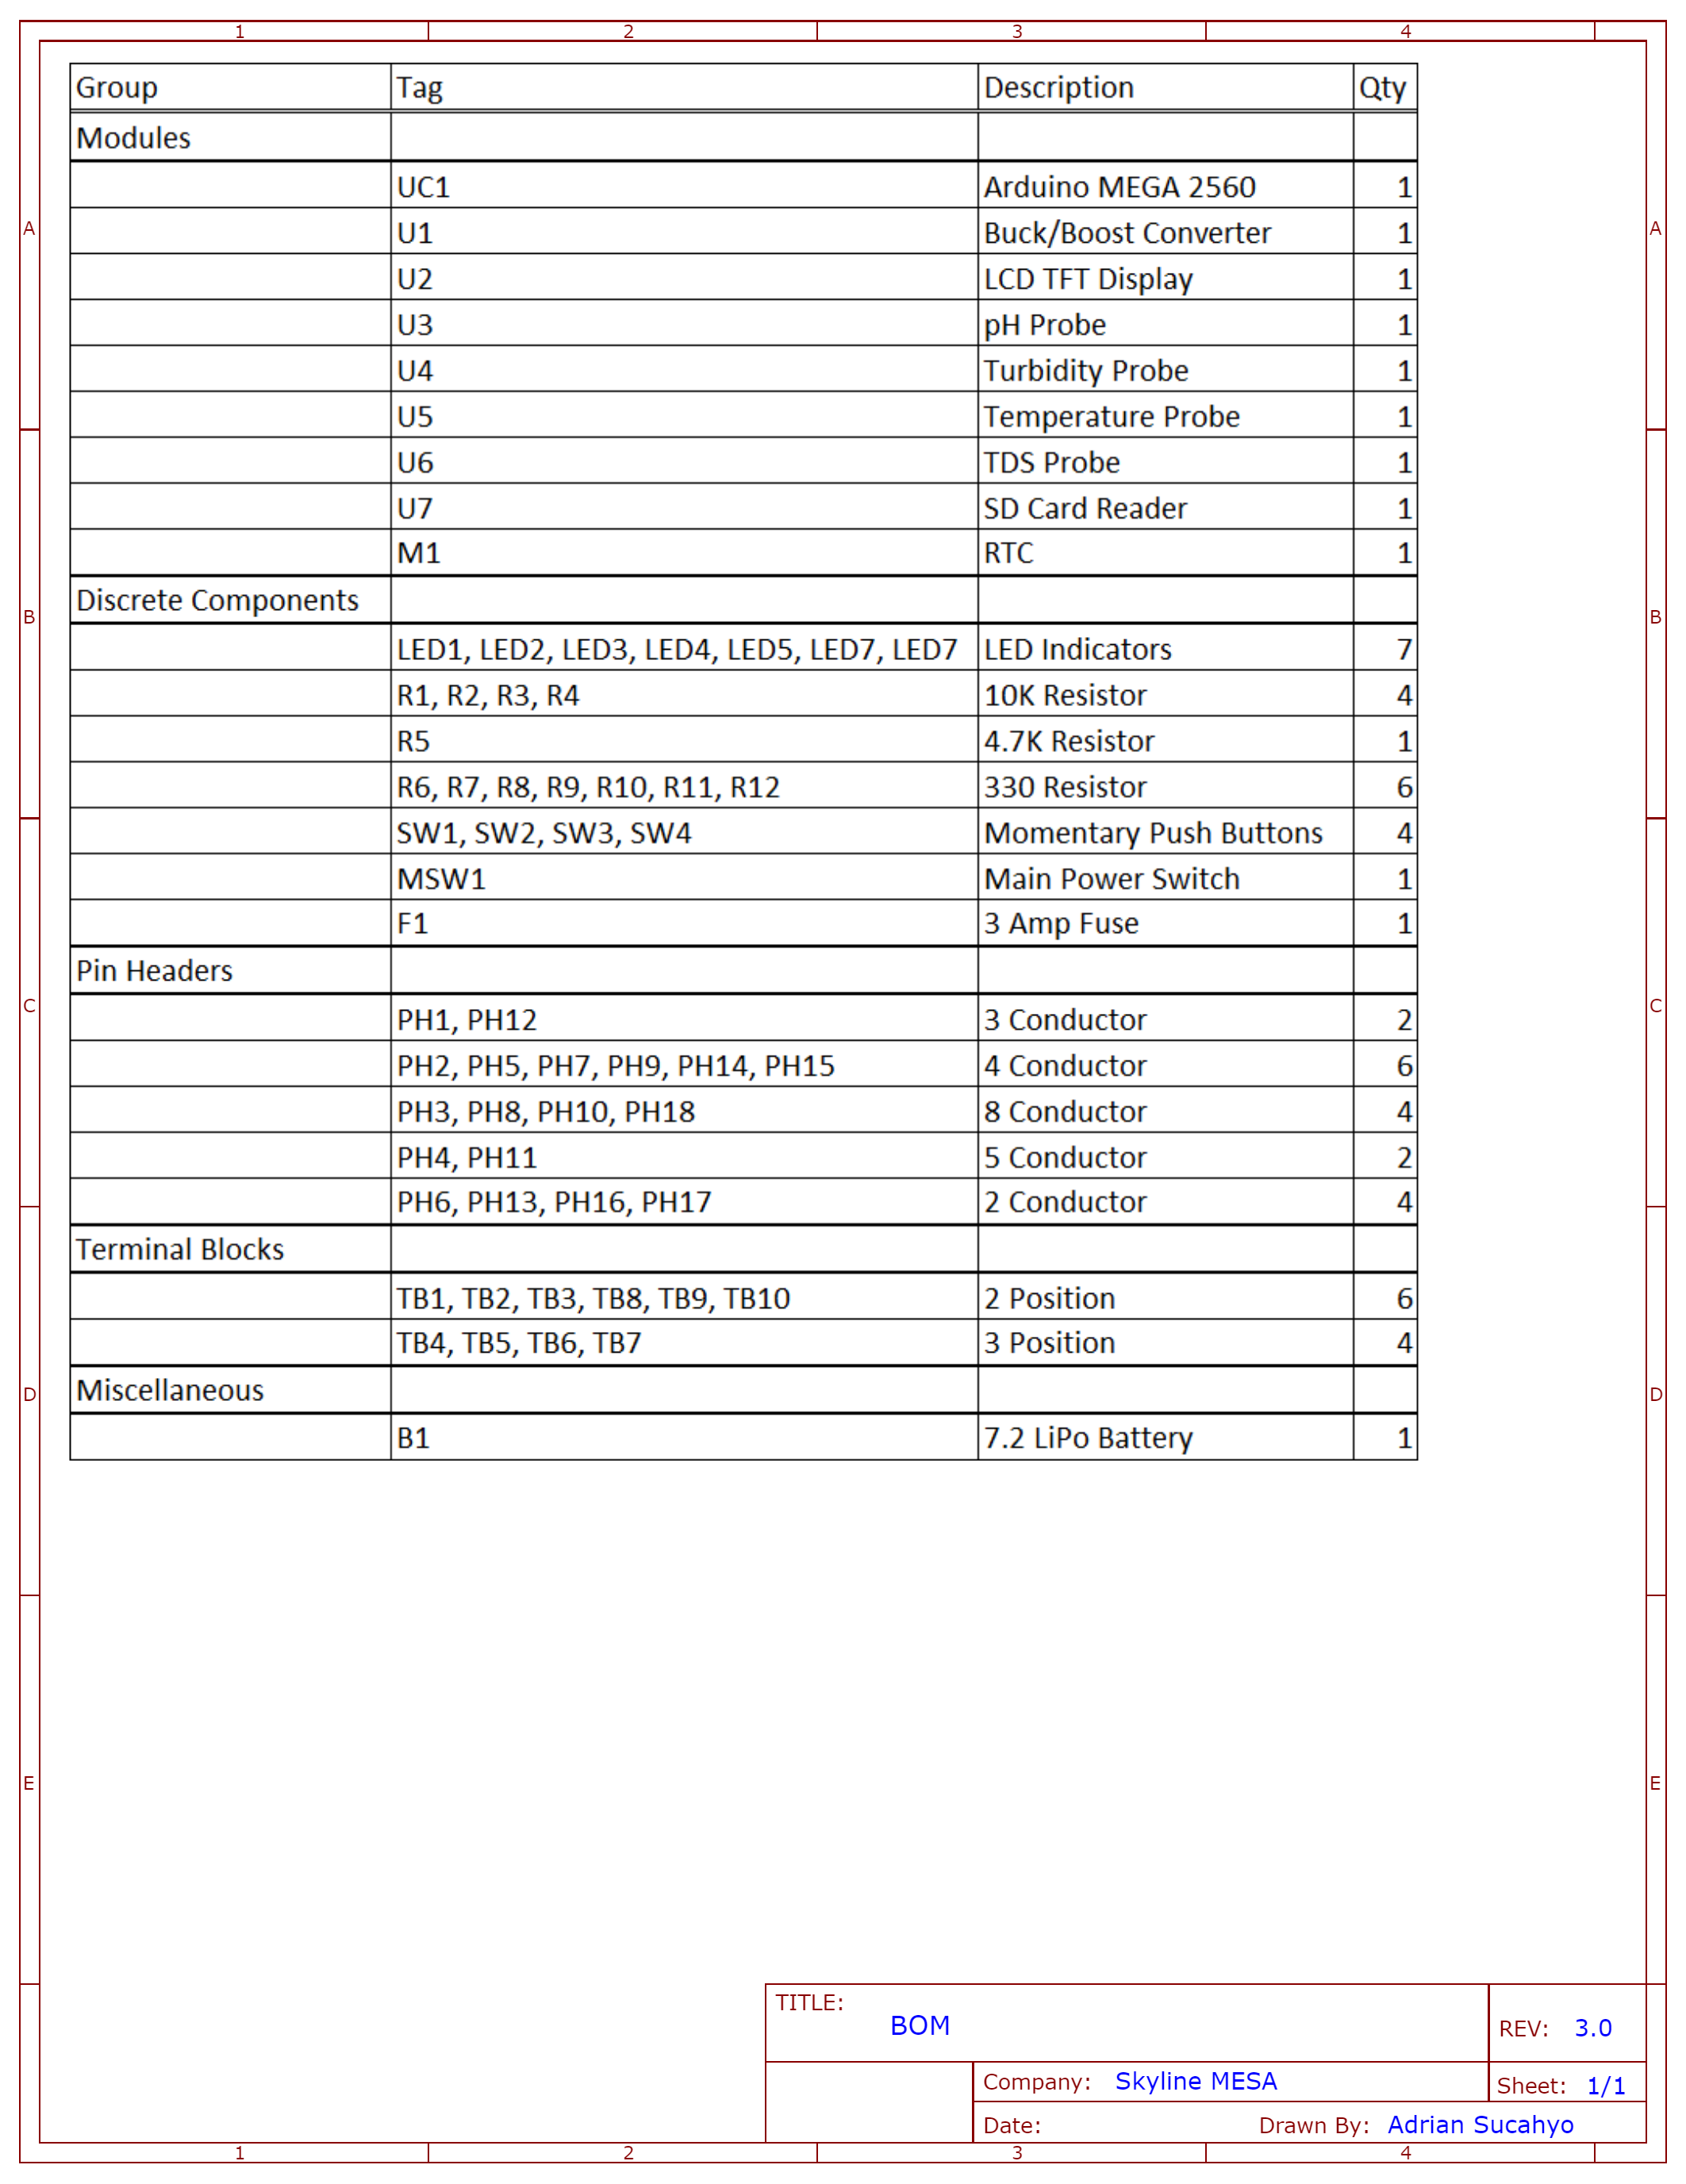 1 2 3 4
Group Tag Description Qty
Modules
UC1 Arduino MEGA 2560 1
A U1 Buck/Boost Converter 1 A
U2 LCD TFT Display 1
U3 pH Probe 1
U4 Turbidity Probe 1
U5 Temperature Probe 1
U6 TDS Probe 1
U7 SD Card Reader 1
M1 RTC 1
Discrete Components
B B
LED1, LED2, LED3, LED4, LED5, LED7, LED7 LED Indicators 7
R1, R2, R3, R4 10K Resistor 4
R5 4.7K Resistor 1
R6, R7, R8, R9, R10, R11, R12 330 Resistor 6
SW1, SW2, SW3, SW4 Momentary Push Buttons 4
MSW1 Main Power Switch 1
F1 3 Amp Fuse 1
Pin Headers
C C
PH1, PH12 3 Conductor 2
PH2, PH5, PH7, PH9, PH14, PH15 4 Conductor 6
PH3, PH8, PH10, PH18 8 Conductor 4
PH4, PH11 5 Conductor 2
PH6, PH13, PH16, PH17 2 Conductor 4
Terminal Blocks
TB1, TB2, TB3, TB8, TB9, TB10 2 Position 6
TB4, TB5, TB6, TB7 3 Position 4
D Miscellaneous D
B1 7.2 LiPo Battery 1
E E
TITLE:
BOM
REV: 3.0
Company: Skyline MESA
Sheet: 1/1
Date: Drawn By: Adrian Sucahyo
1 2 3 4